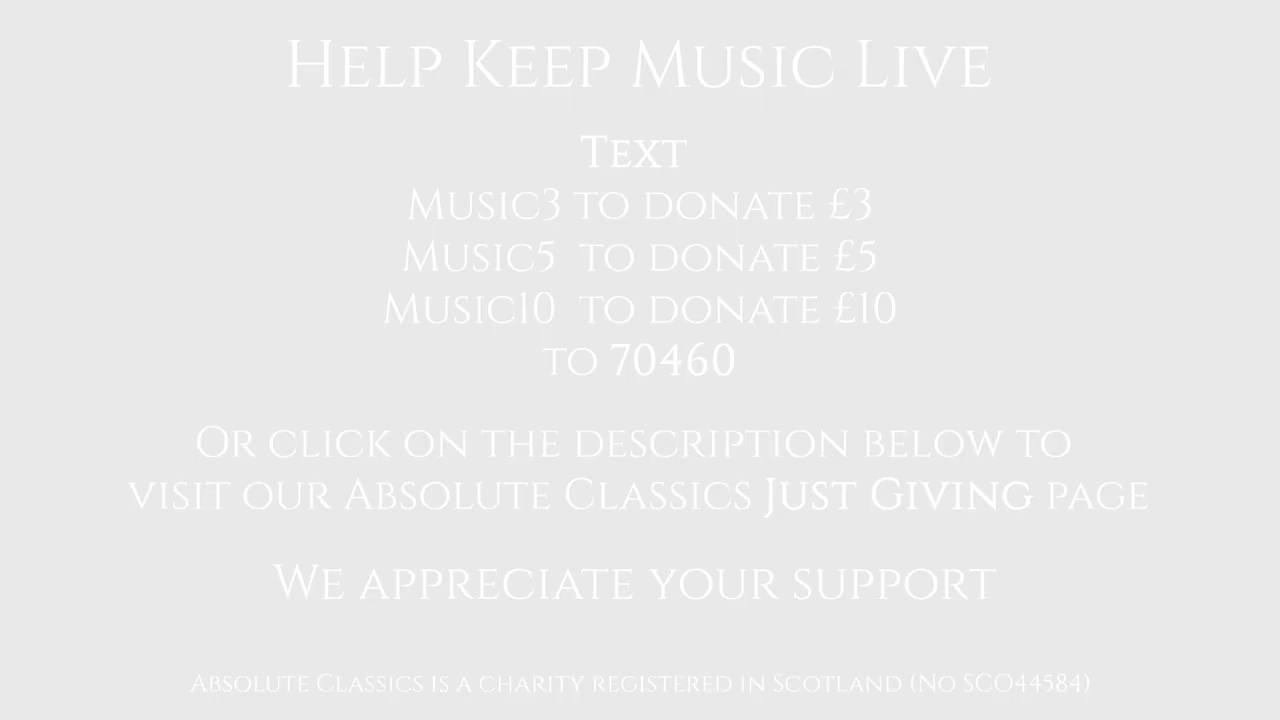 Help Keep Music Live
Text
Music3 to donate £3
Music5 to donate £5
Music10 to donate £10
to 70460
Or click on the description below to
visit our Absolute Classics Just Giving page
We appreciate your support
Absolute Classics is a charity registered in Scotland (No SCO44584)